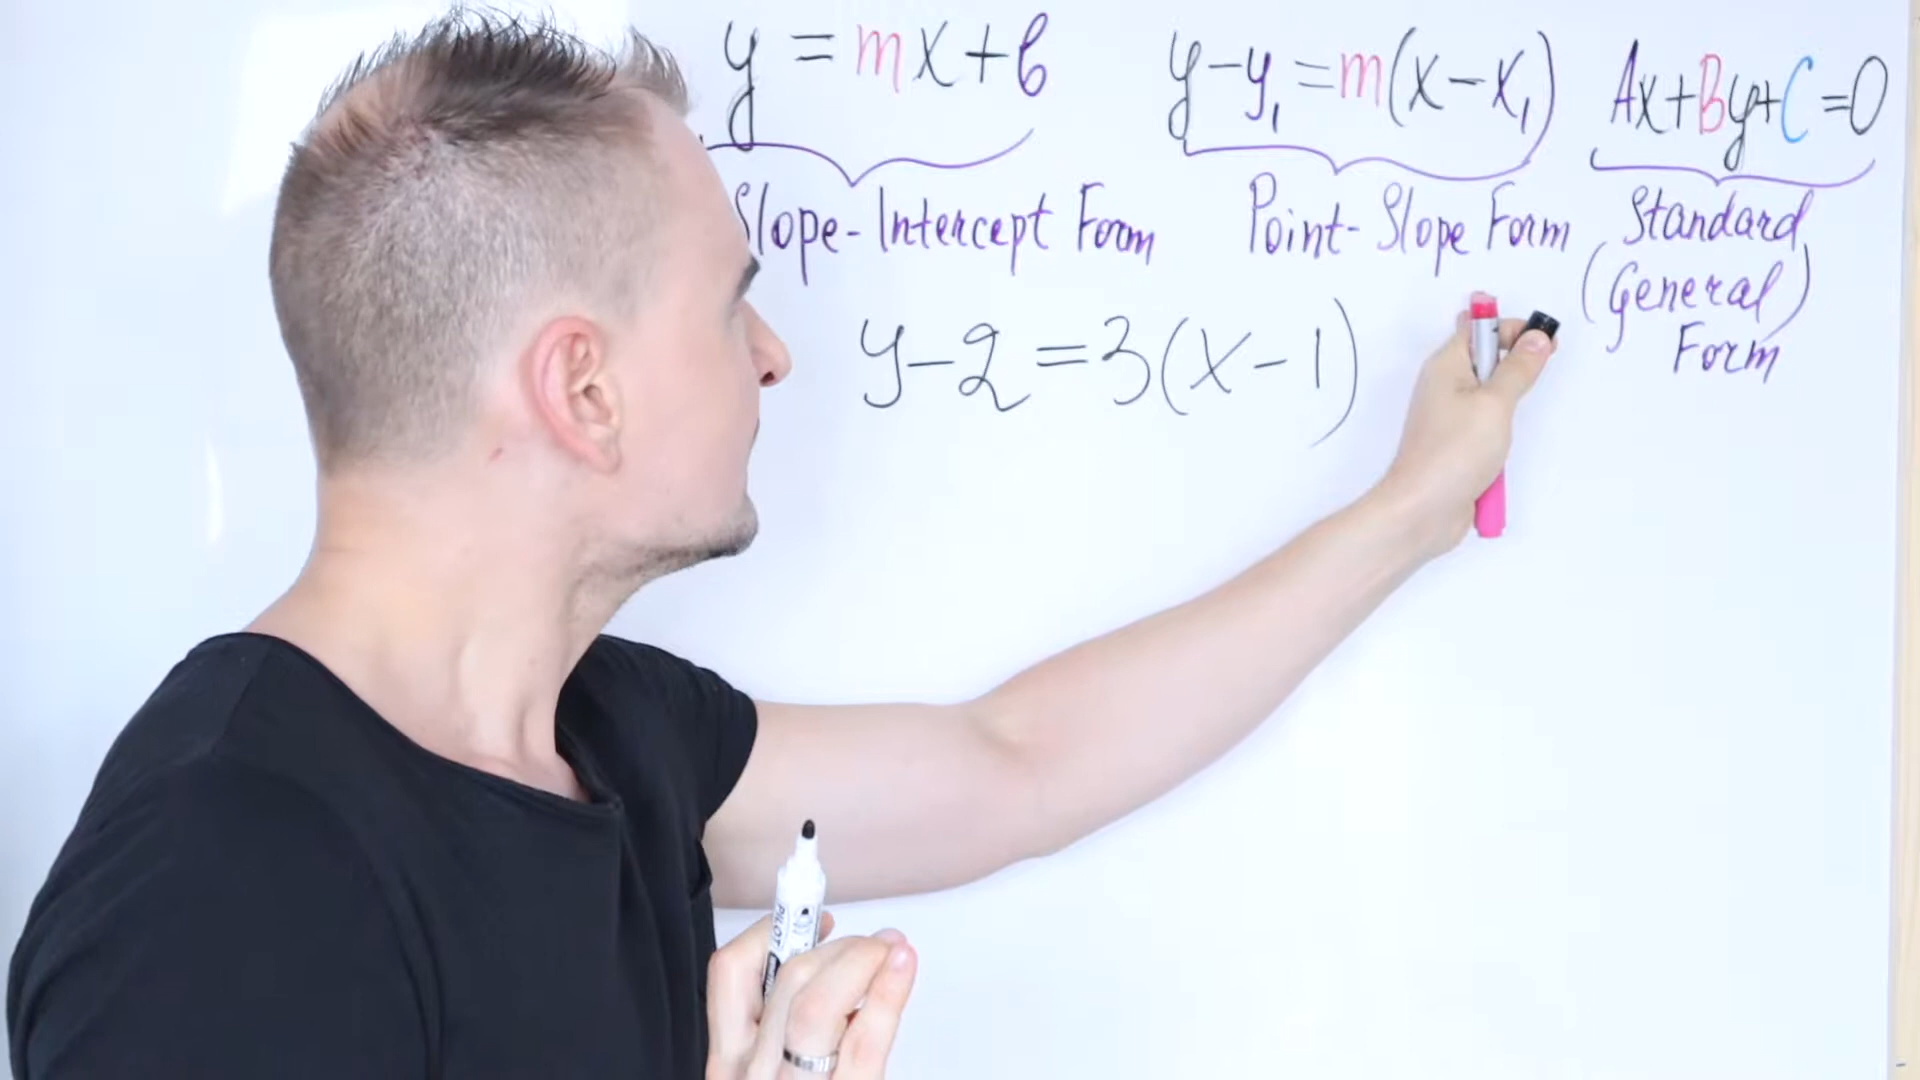 y = mx + b
Slope-Intercept Form
y - y₁ = m(x - x₁)
Point-Slope Form
Ax + By + C = 0
Standard
(General)
Form
y - 2 = 3(x - 1)
PILOT